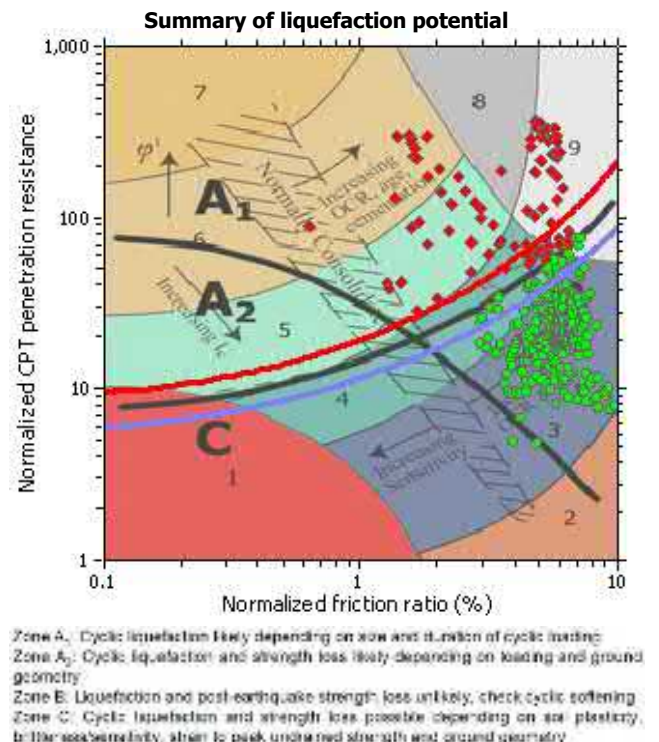 Summary of liquefaction potential
1,000
100
10
1
Normalized CPT penetration resistance
7
8
9
φ'
A1
6
A2
5
4
C
1
3
2
Normally Consolidated
Increasing
OCR, age,
cementation
Increasing
Increasing
Sensitivity
0.1
1
10
Normalized friction ratio (%)
Zone A1: Cyclic liquefaction likely depending on size and duration of cyclic loading
Zone A2: Cyclic liquefaction and strength loss likely depending on loading and ground
geometry
Zone B: Liquefaction and post-earthquake strength loss unlikely, check cyclic softening
Zone C: Cyclic liquefaction and strength loss possible depending on soil plasticity,
brittleness/sensitivity, strain to peak undrained strength and ground geometry